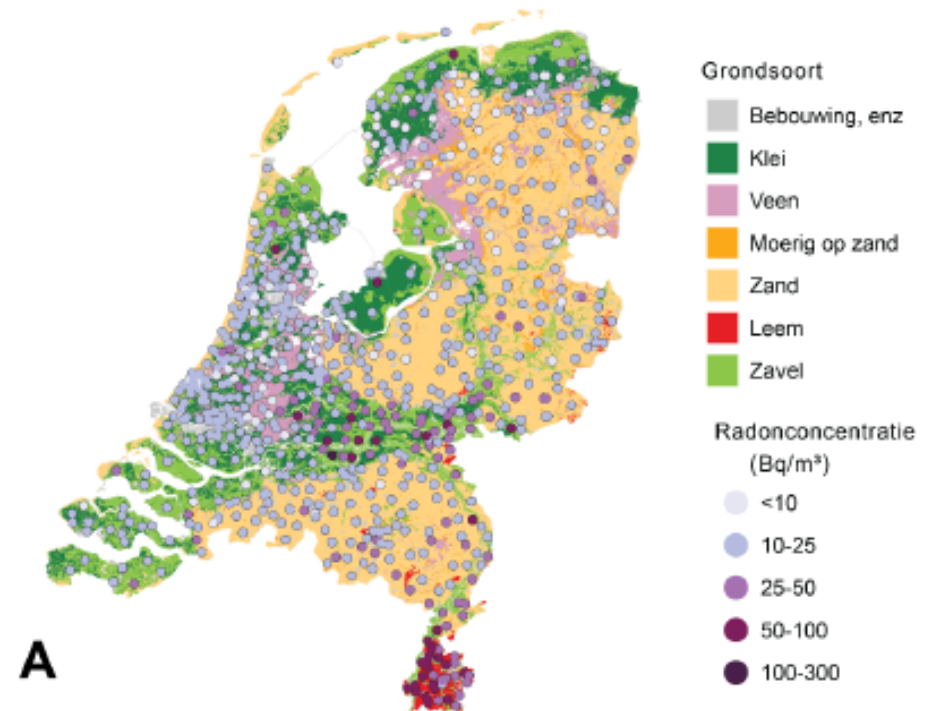 Grondsoort
Bebouwing, enz
Klei
Veen
Moerig op zand
Zand
Leem
Zavel
Radonconcentratie
(Bq/m³)
<10
10-25
25-50
50-100
100-300
A